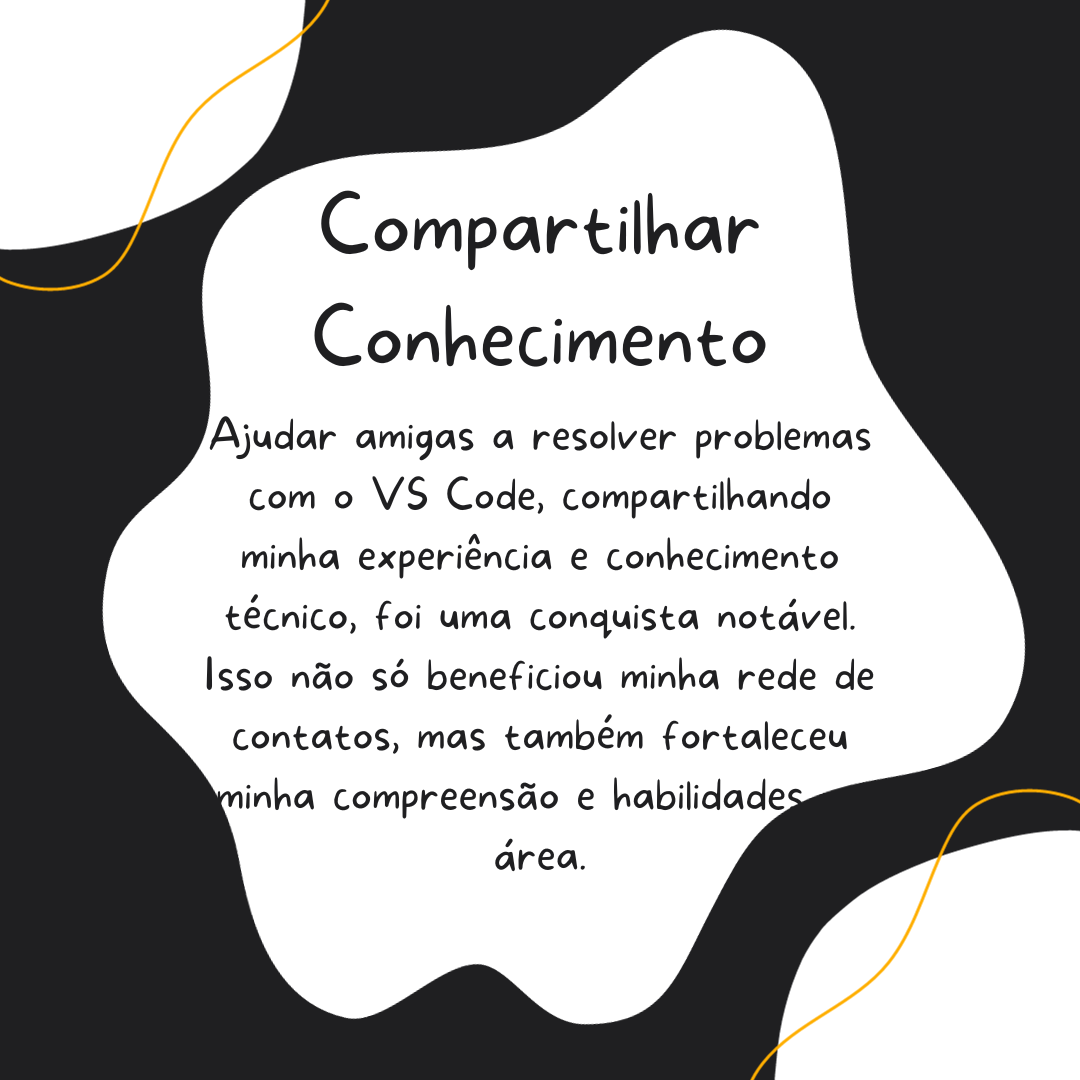 Compartilhar
Conhecimento
Ajudar amigas a resolver problemas
com o VS Code, compartilhando
minha experiência e conhecimento
técnico, foi uma conquista notável.
Isso não só beneficiou minha rede de
contatos, mas também fortaleceu
minha compreensão e habilidades
área.